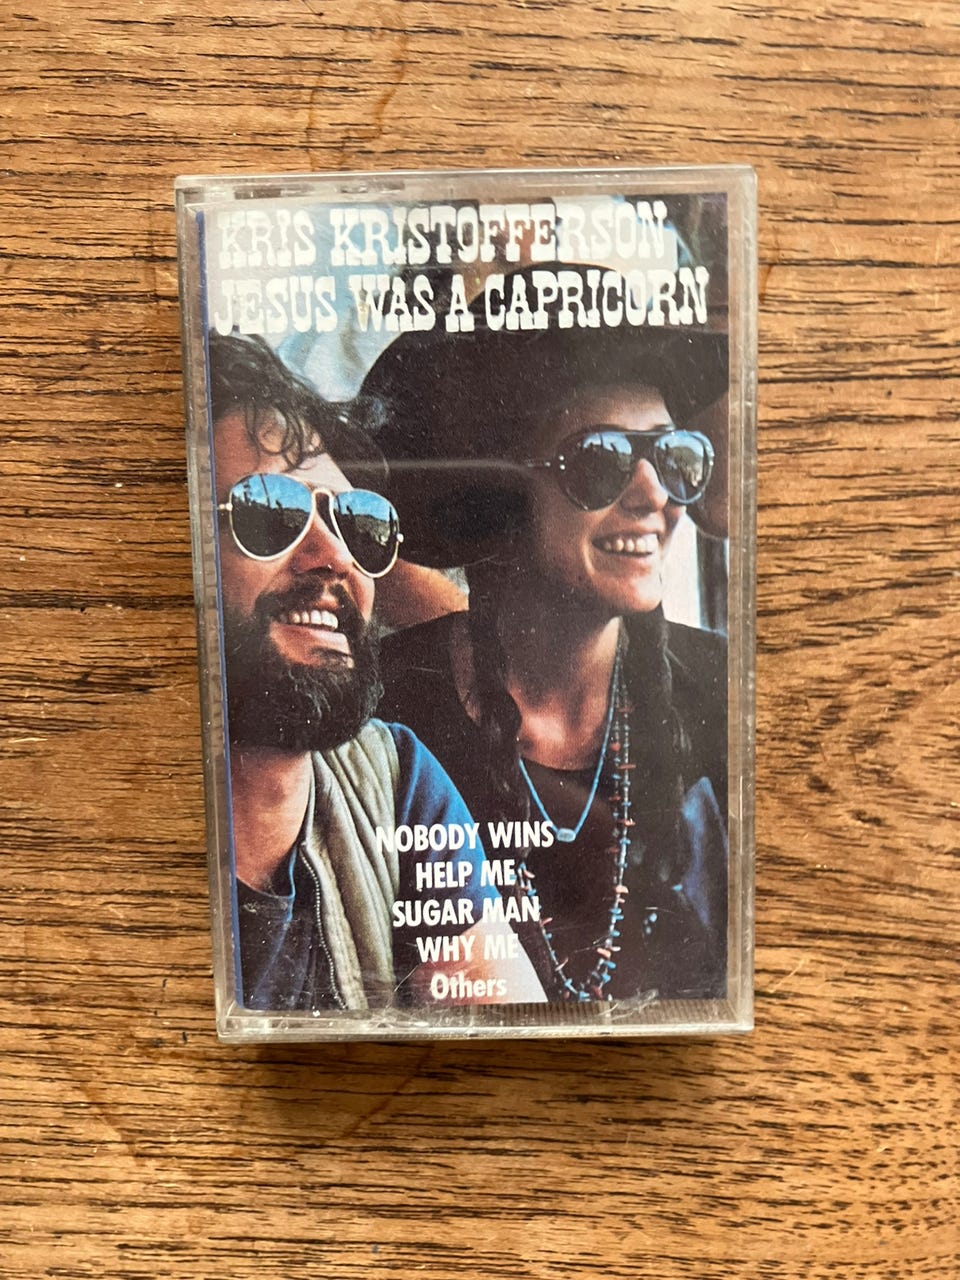 KRIS KRISTOFFERSON
JESUS WAS A CAPRICORN
NOBODY WINS
HELP ME
SUGAR MAN
WHY ME
Others